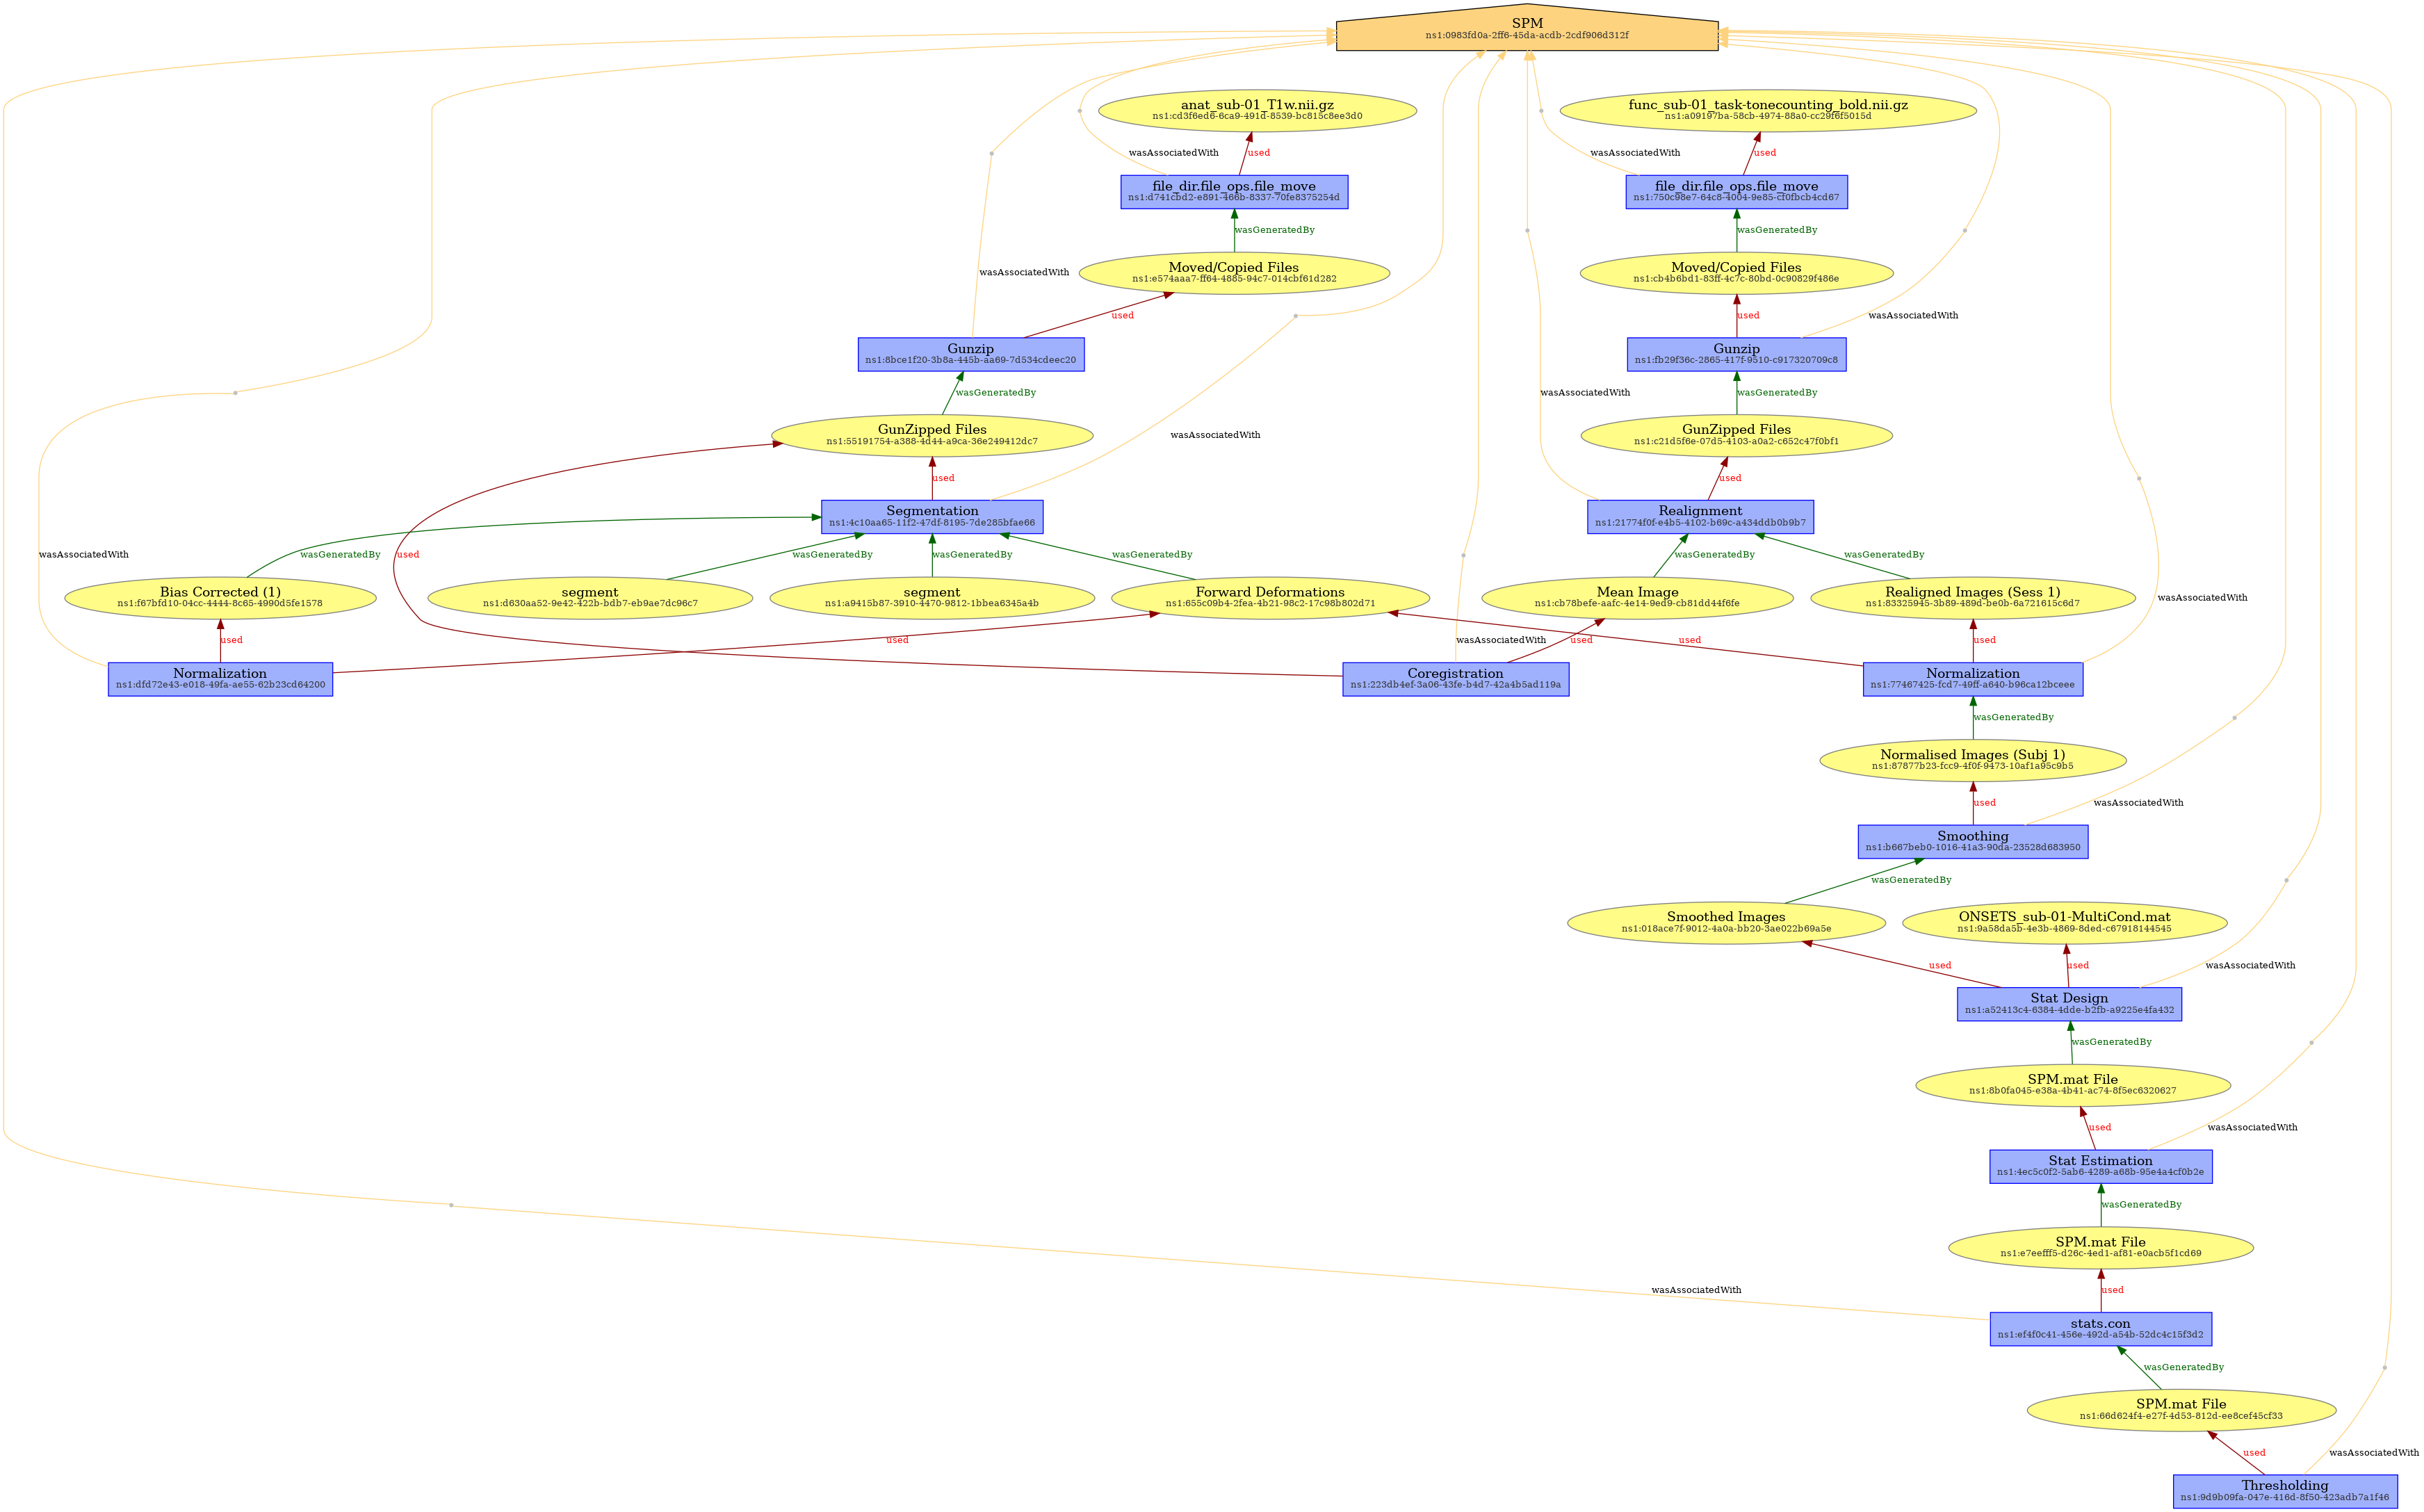 SPM
ns1:0983fd0a-2ff6-45da-acdb-2cdf906d312f
anat_sub-01_T1w.nii.gz
ns1:cd3f6ed6-6ca9-491d-8539-bc815c8ee3d0
func_sub-01_task-tonecounting_bold.nii.gz
ns1:a09197ba-58cb-4974-88a0-cc29f6f5015d
wasAssociatedWith
used
wasAssociatedWith
used
file_dir.file_ops.file_move
ns1:d741cbd2-e891-466b-8337-70fe8375254d
file_dir.file_ops.file_move
ns1:750c98e7-64c8-4004-9e85-cf0fbcb4cd67
wasGeneratedBy
wasGeneratedBy
wasAssociatedWith
Moved/Copied Files
ns1:e574aaa7-ff64-4885-94c7-014cbf61d282
Moved/Copied Files
ns1:cb4b6bd1-83ff-4c7c-80bd-0c90829f486e
used
used
wasAssociatedWith
Gunzip
ns1:8bce1f20-3b8a-445b-aa69-7d534cdeec20
Gunzip
ns1:fb29f36c-2865-417f-9510-c917320709c8
wasGeneratedBy
wasAssociatedWith
wasGeneratedBy
GunZipped Files
ns1:55191754-a388-4d44-a9ca-36e249412dc7
wasAssociatedWith
GunZipped Files
ns1:c21d5f6e-07d5-4103-a0a2-c652c47f0bf1
used
used
Segmentation
ns1:4c10aa65-11f2-47df-8195-7de285bfae66
Realignment
ns1:21774f0f-e4b5-4102-b69c-a434ddb0b9b7
wasAssociatedWith
wasGeneratedBy
used
wasGeneratedBy
wasGeneratedBy
wasGeneratedBy
wasGeneratedBy
wasGeneratedBy
Bias Corrected (1)
ns1:f67bfd10-04cc-4444-8c65-4990d5fe1578
segment
ns1:d630aa52-9e42-422b-bdb7-eb9ae7dc96c7
segment
ns1:a9415b87-3910-4470-9812-1bbea6345a4b
Forward Deformations
ns1:655c09b4-2fea-4b21-98c2-17c98b802d71
Mean Image
ns1:cb78befe-aafc-4e14-9ed9-cb81dd44f6fe
Realigned Images (Sess 1)
ns1:83325945-3b89-489d-be0b-6a721615c6d7
wasAssociatedWith
used
used
wasAssociatedWith
used
used
used
Normalization
ns1:dfd72e43-e018-49fa-ae55-62b23cd64200
Coregistration
ns1:223db4ef-3a06-43fe-b4d7-42a4b5ad119a
Normalization
ns1:77467425-fcd7-49ff-a640-b96ca12bceee
wasGeneratedBy
Normalised Images (Subj 1)
ns1:87877b23-fcc9-4f0f-9473-10af1a95c9b5
used
wasAssociatedWith
Smoothing
ns1:b667beb0-1016-41a3-90da-23528d683950
wasGeneratedBy
Smoothed Images
ns1:018ace7f-9012-4a0a-bb20-3ae022b69a5e
ONSETS_sub-01-MultiCond.mat
ns1:9a58da5b-4e3b-4869-8ded-c67918144545
used
used
wasAssociatedWith
Stat Design
ns1:a52413c4-6384-4dde-b2fb-a9225e4fa432
wasGeneratedBy
SPM.mat File
ns1:8b0fa045-e38a-4b41-ac74-8f5ec6320627
used
wasAssociatedWith
Stat Estimation
ns1:4ec5c0f2-5ab6-4289-a68b-95e4a4cf0b2e
wasGeneratedBy
SPM.mat File
ns1:e7eefff5-d26c-4ed1-af81-e0acb5f1cd69
wasAssociatedWith
used
stats.con
ns1:ef4f0c41-456e-492d-a54b-52dc4c15f3d2
wasGeneratedBy
SPM.mat File
ns1:66d624f4-e27f-4d53-812d-ee8cef45cf33
used
wasAssociatedWith
Thresholding
ns1:9d9b09fa-047e-416d-8f50-423adb7a1f46